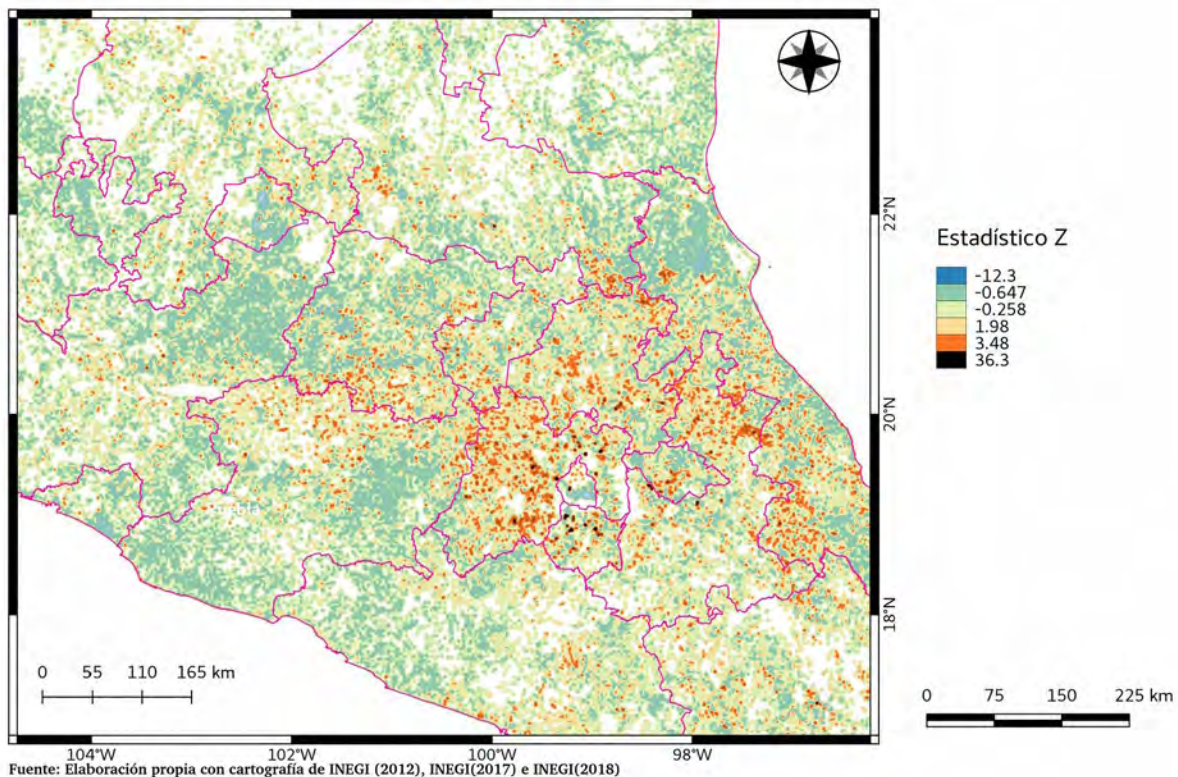 22°N
Estadístico Z
-12.3
-0.647
-0.258
1.98
3.48
36.3
20°N
18°N
0 55 110 165 km
0 75 150 225 km
104°W 102°W 100°W 98°W
Fuente: Elaboración propia con cartografía de INEGI (2012), INEGI(2017) e INEGI(2018)